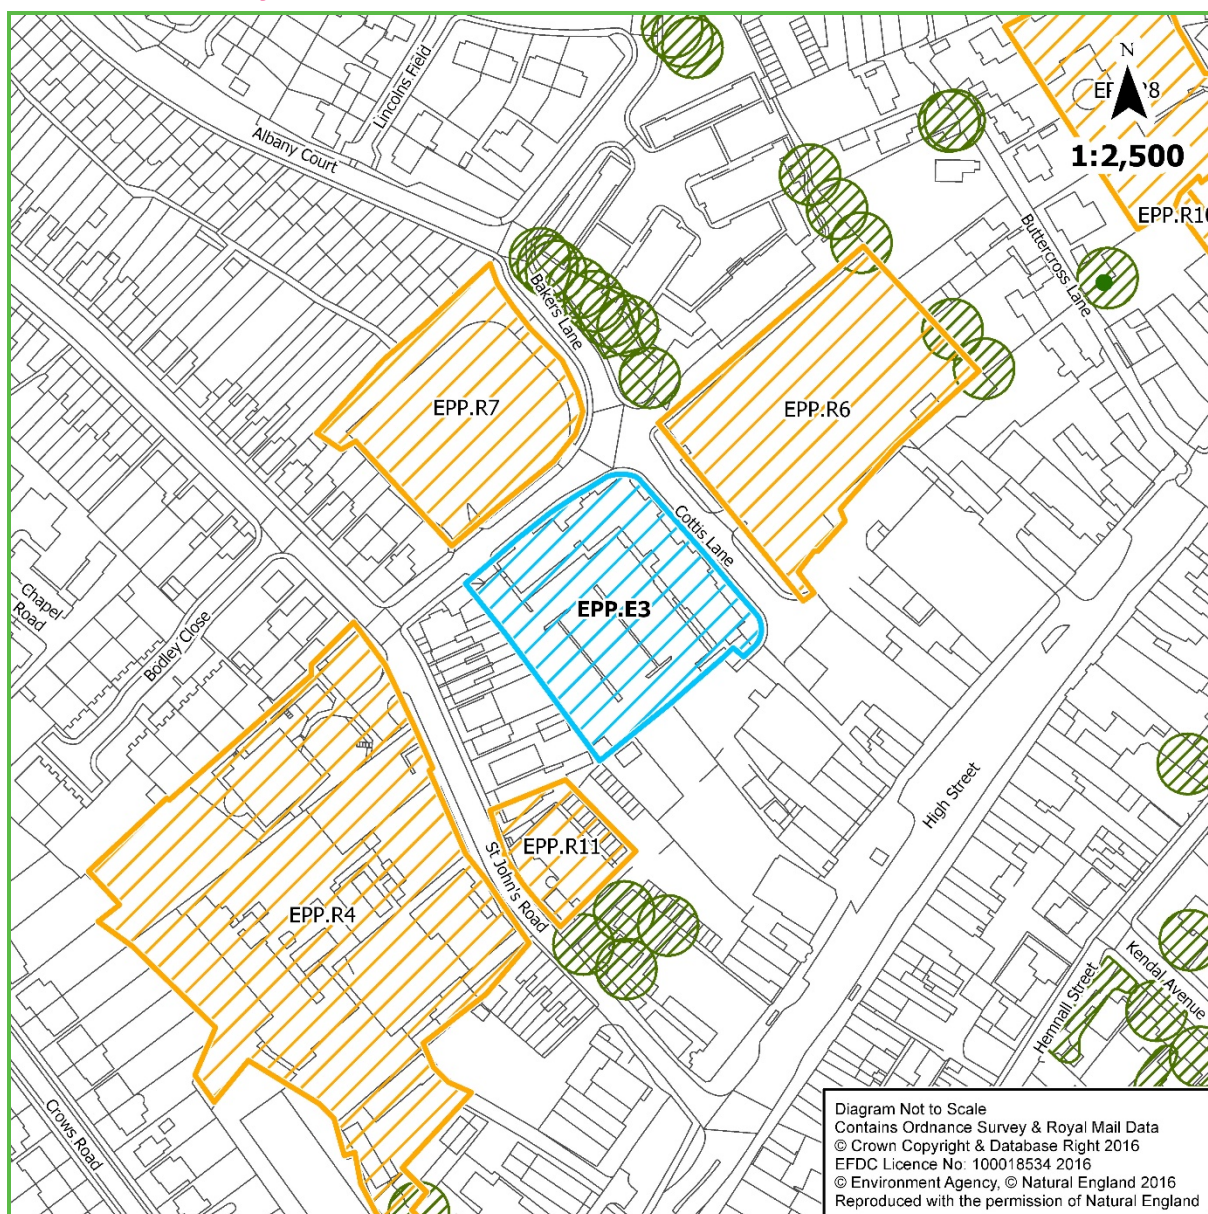 Lincolns Field
Albany Court
N
1:2,500
EPP.R10
Buttercross Lane
Bakers Lane
EPP.R7
EPP.R6
Cottis Lane
EPP.E3
Chapel
Road
Bodley Close
High Street
EPP.R11
St John's Road
EPP.R4
Kendal Avenue
Hemnall Street
Crows Road
Diagram Not to Scale
Contains Ordnance Survey & Royal Mail Data
© Crown Copyright & Database Right 2016
EFDC Licence No: 100018534 2016
© Environment Agency, © Natural England 2016
Reproduced with the permission of Natural England